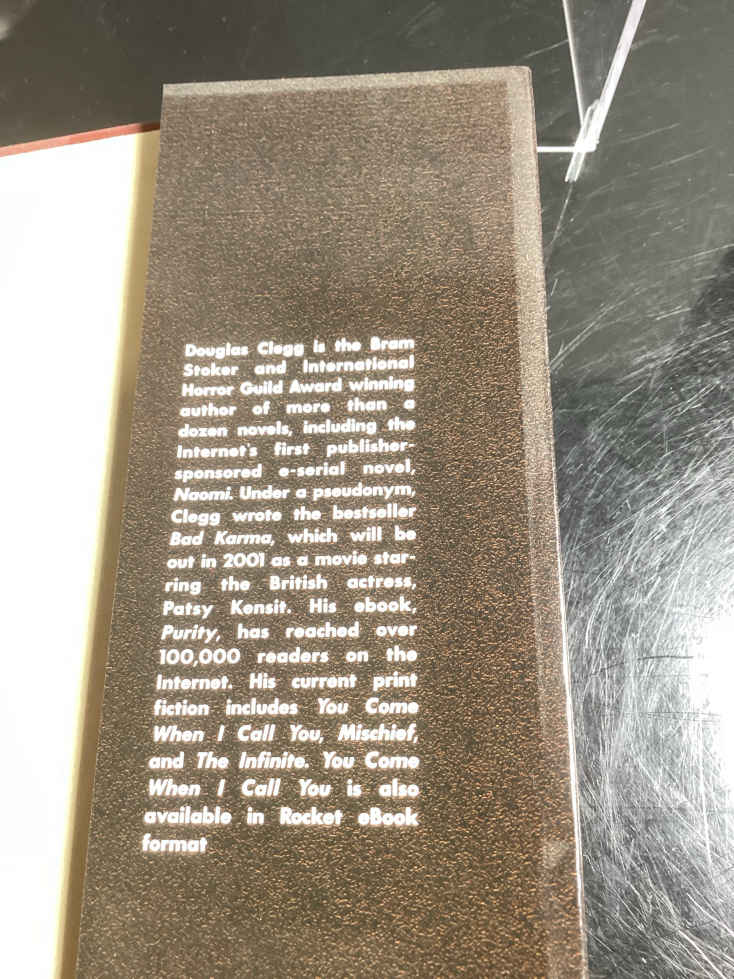 Douglas Clegg is the Bram
Stoker and International
Horror Guild Award winning
author of more than a
dozen novels, including the
Internet's first publisher-
sponsored e-serial novel,
Naomi. Under a pseudonym,
Clegg wrote the bestseller
Bad Karma, which will be
out in 2001 as a movie star-
ring the British actress,
Patsy Kensit. His ebook,
Purity, has reached over
100,000 readers on the
Internet. His current print
fiction includes You Come
When I Call You, Mischief,
and The Infinite. You Come
When I Call You is also
available in Rocket eBook
format